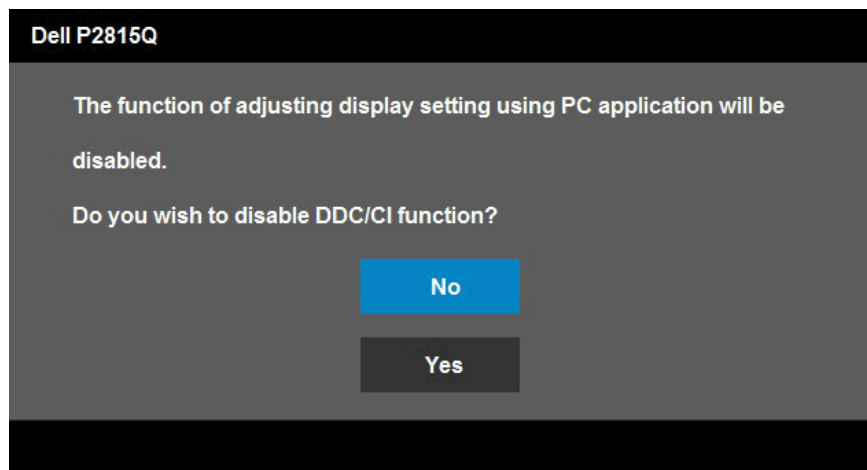 Dell P2815Q
The function of adjusting display setting using PC application will be
disabled.
Do you wish to disable DDC/CI function?
No
Yes